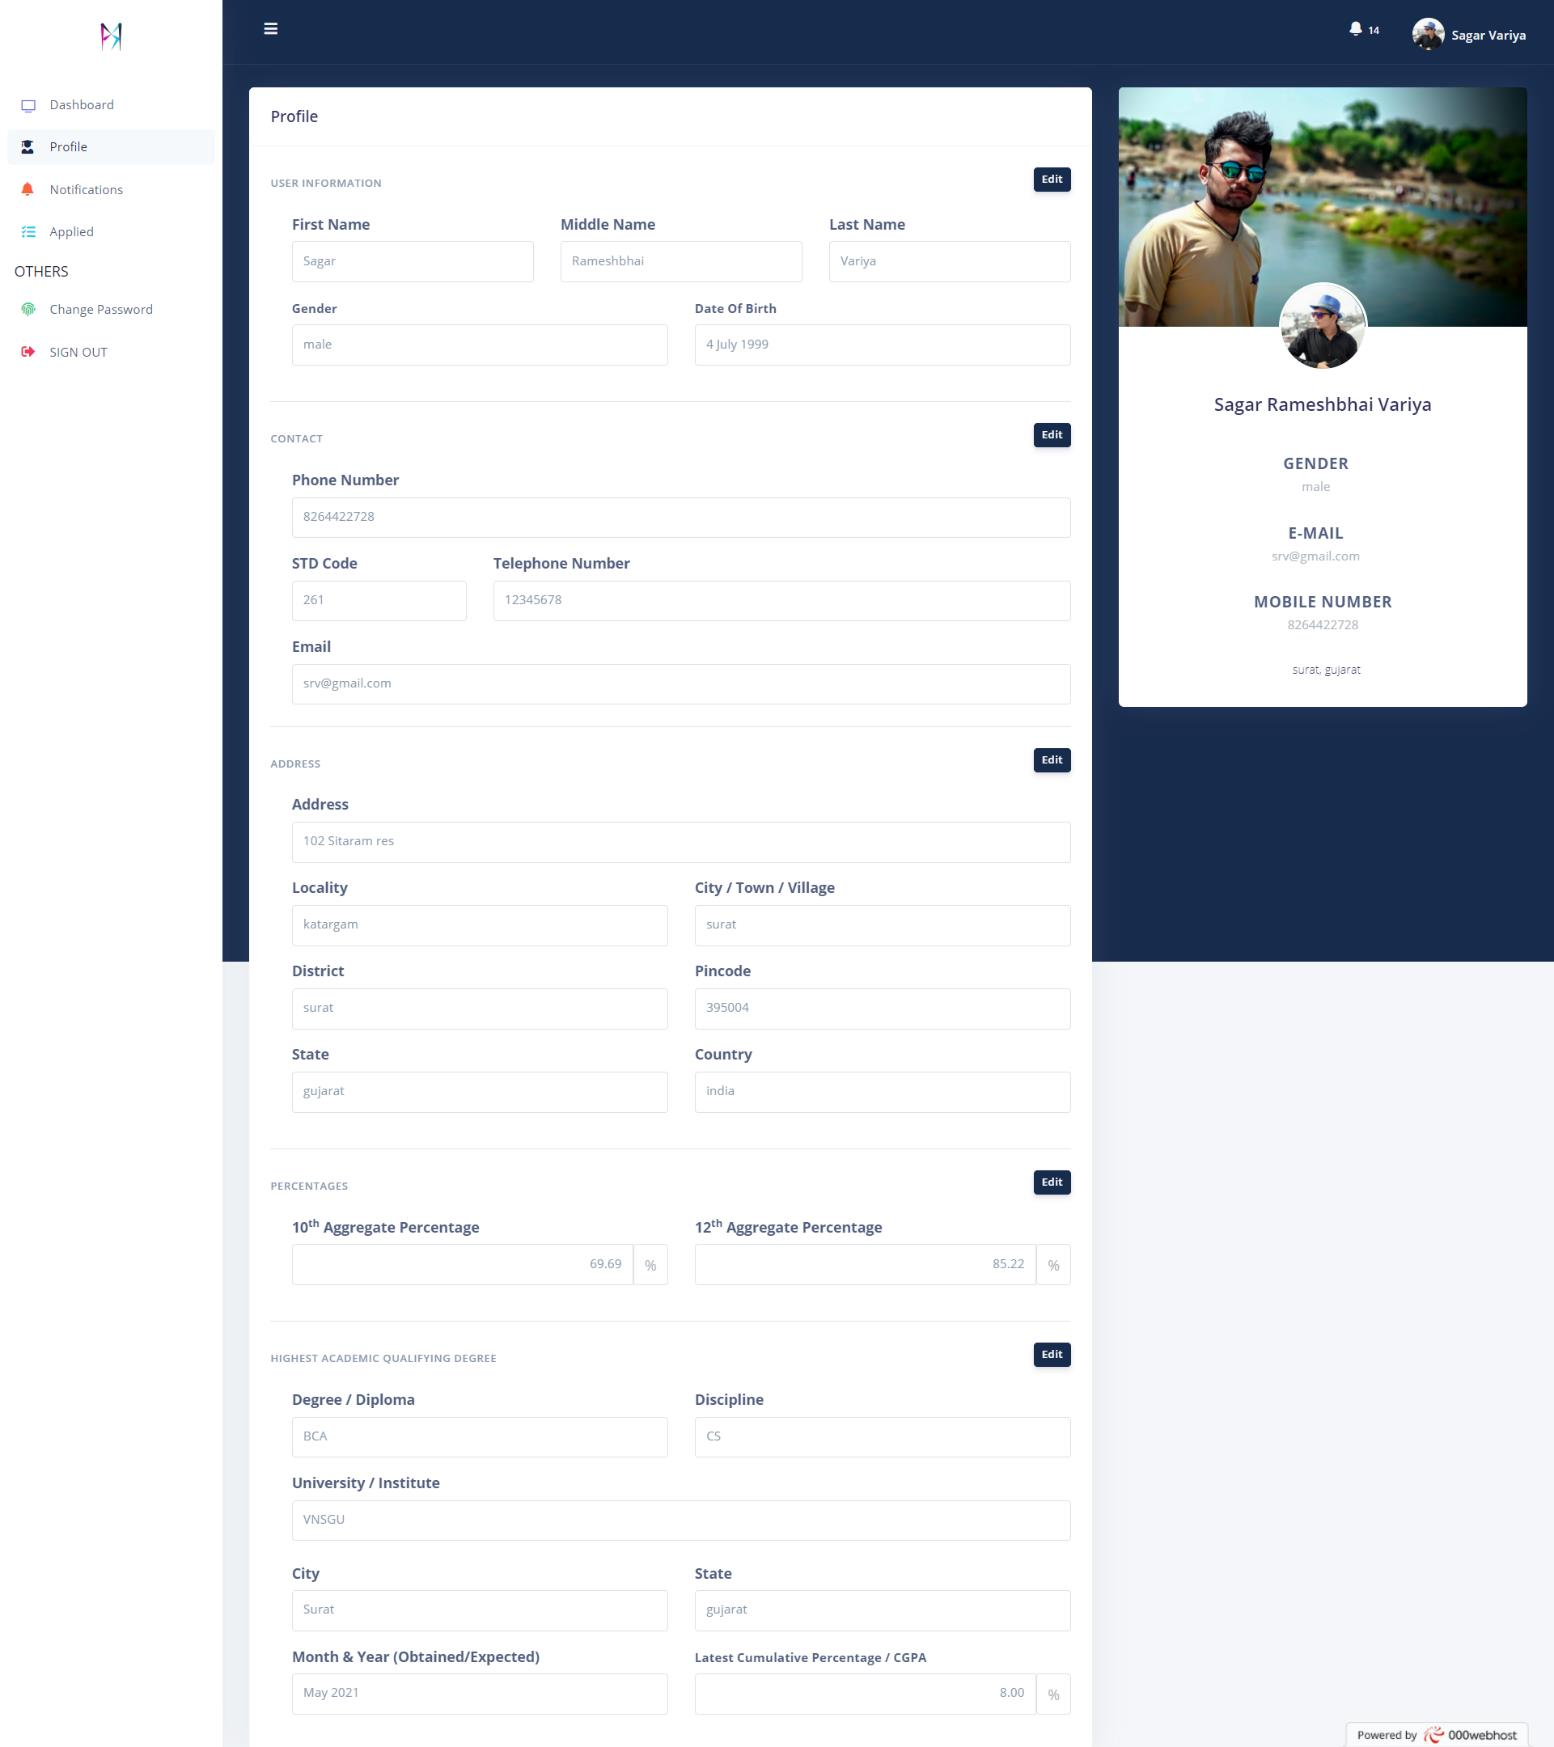 14
Sagar Variya
Dashboard
Profile
Notifications
Applied
OTHERS
Change Password
SIGN OUT
Profile
USER INFORMATION
Edit
First Name
Middle Name
Last Name
Sagar
Rameshbhai
Variya
Gender
Date Of Birth
male
4 July 1999
CONTACT
Edit
Phone Number
8264422728
STD Code
Telephone Number
261
12345678
Email
srv@gmail.com
ADDRESS
Edit
Address
102 Sitaram res
Locality
City / Town / Village
katargam
surat
District
Pincode
surat
395004
State
Country
gujarat
india
PERCENTAGES
Edit
10th Aggregate Percentage
12th Aggregate Percentage
69.69 %
85.22 %
HIGHEST ACADEMIC QUALIFYING DEGREE
Edit
Degree / Diploma
Discipline
BCA
CS
University / Institute
VNSGU
City
State
Surat
gujarat
Month & Year (Obtained/Expected)
Latest Cumulative Percentage / CGPA
May 2021
8.00 %
Sagar Rameshbhai Variya
GENDER
male
E-MAIL
srv@gmail.com
MOBILE NUMBER
8264422728
surat, gujarat
Powered by 000webhost